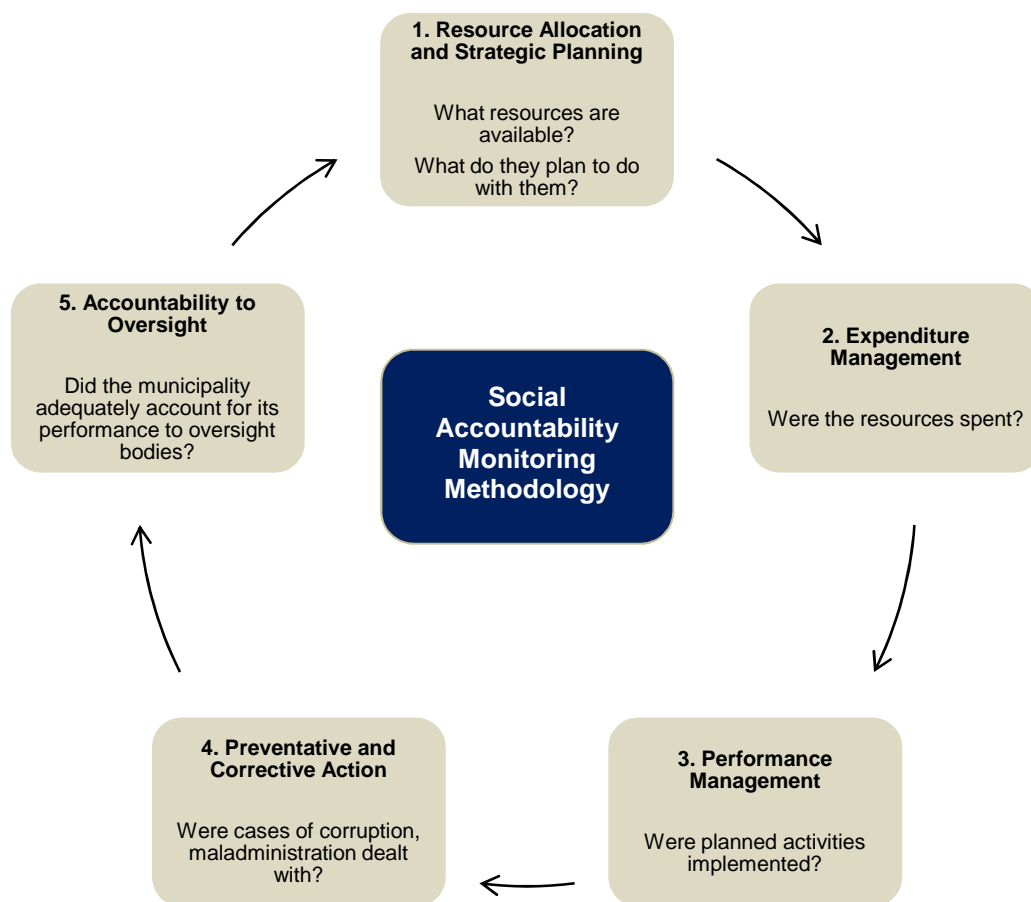 1. Resource Allocation
and Strategic Planning
What resources are
available?
What do they plan to do
with them?
2. Expenditure
Management
Were the resources spent?
3. Performance
Management
Were planned activities
implemented?
4. Preventative and
Corrective Action
Were cases of corruption,
maladministration dealt
with?
5. Accountability to
Oversight
Did the municipality
adequately account for its
performance to oversight
bodies?
Social
Accountability
Monitoring
Methodology